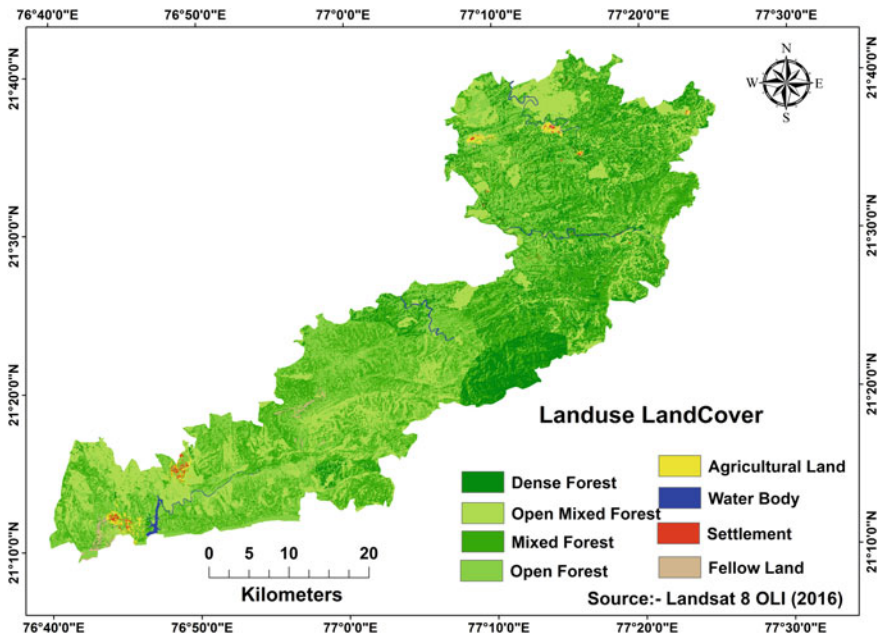 76°40'0"E 76°50'0"E 77°0'0"E 77°10'0"E 77°20'0"E 77°30'0"E
N
W E
S
21°40'0"N 21°40'0"N
21°30'0"N 21°30'0"N
21°20'0"N 21°20'0"N
21°10'0"N 21°10'0"N
Landuse LandCover
Dense Forest
Open Mixed Forest
Mixed Forest
Open Forest
Agricultural Land
Water Body
Settlement
Fellow Land
0 5 10 20
Kilometers
Source:- Landsat 8 OLI (2016)
76°40'0"E 76°50'0"E 77°0'0"E 77°10'0"E 77°20'0"E 77°30'0"E